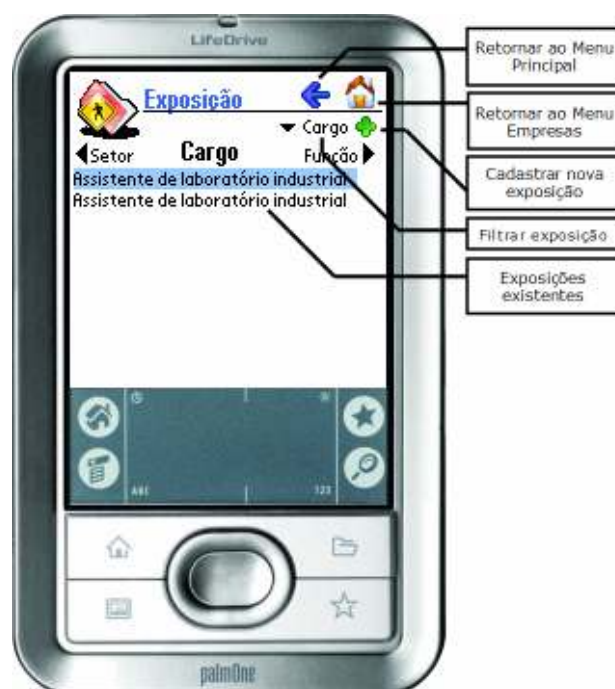 LifeDrive
Exposição
Cargo
Setor
Cargo
Função
Assistente de laboratório industrial
Assistente de laboratório industrial
ABC
123
palmOne
Retornar ao Menu
Principal
Retornar ao Menu
Empresas
Cadastrar nova
exposição
Filtrar exposição
Exposições
existentes